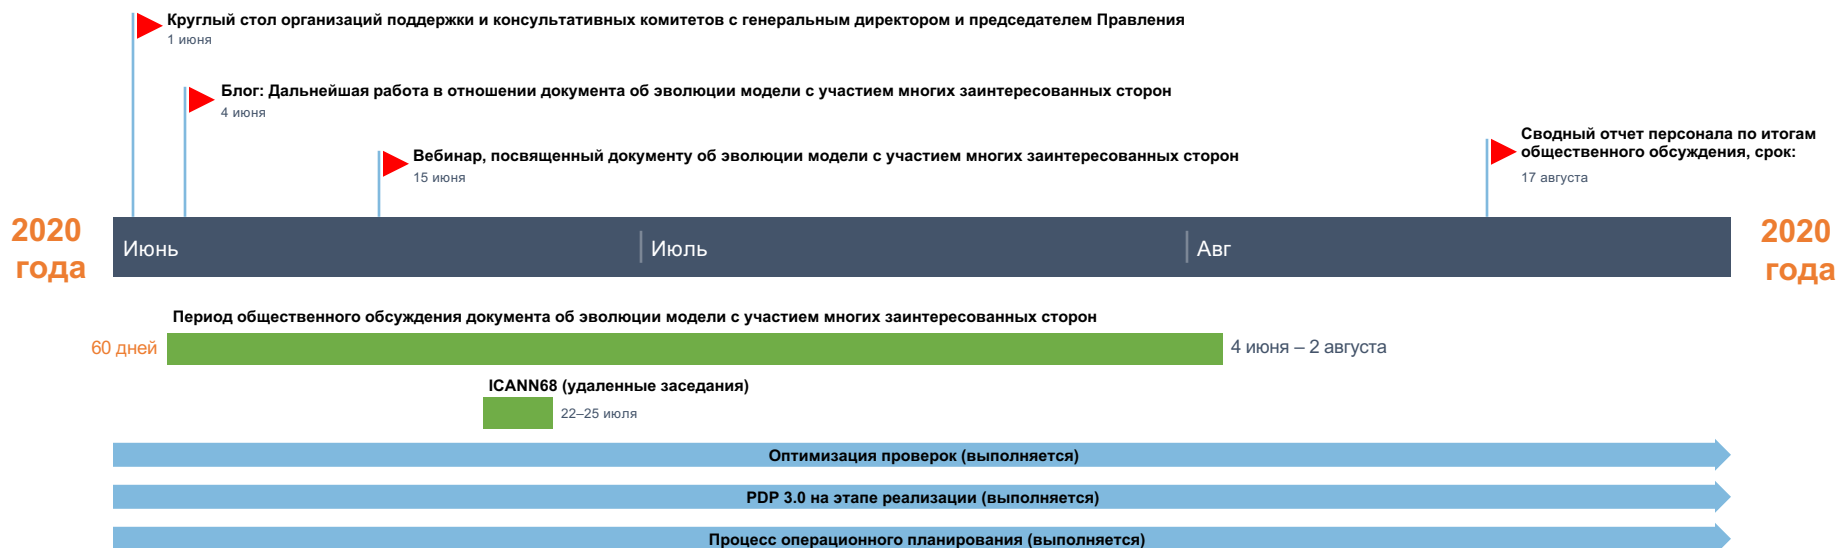 Круглый стол организаций поддержки и консультативных комитетов с генеральным директором и председателем Правления
1 июня
Блог: Дальнейшая работа в отношении документа об эволюции модели с участием многих заинтересованных сторон
4 июня
Вебинар, посвященный документу об эволюции модели с участием многих заинтересованных сторон
15 июня
Сводный отчет персонала по итогам
общественного обсуждения, срок:
17 августа
2020
года
Июнь
Июль
Авг
2020
года
Период общественного обсуждения документа об эволюции модели с участием многих заинтересованных сторон
60 дней
4 июня – 2 августа
ICANN68 (удаленные заседания)
22–25 июля
Оптимизация проверок (выполняется)
PDP 3.0 на этапе реализации (выполняется)
Процесс операционного планирования (выполняется)